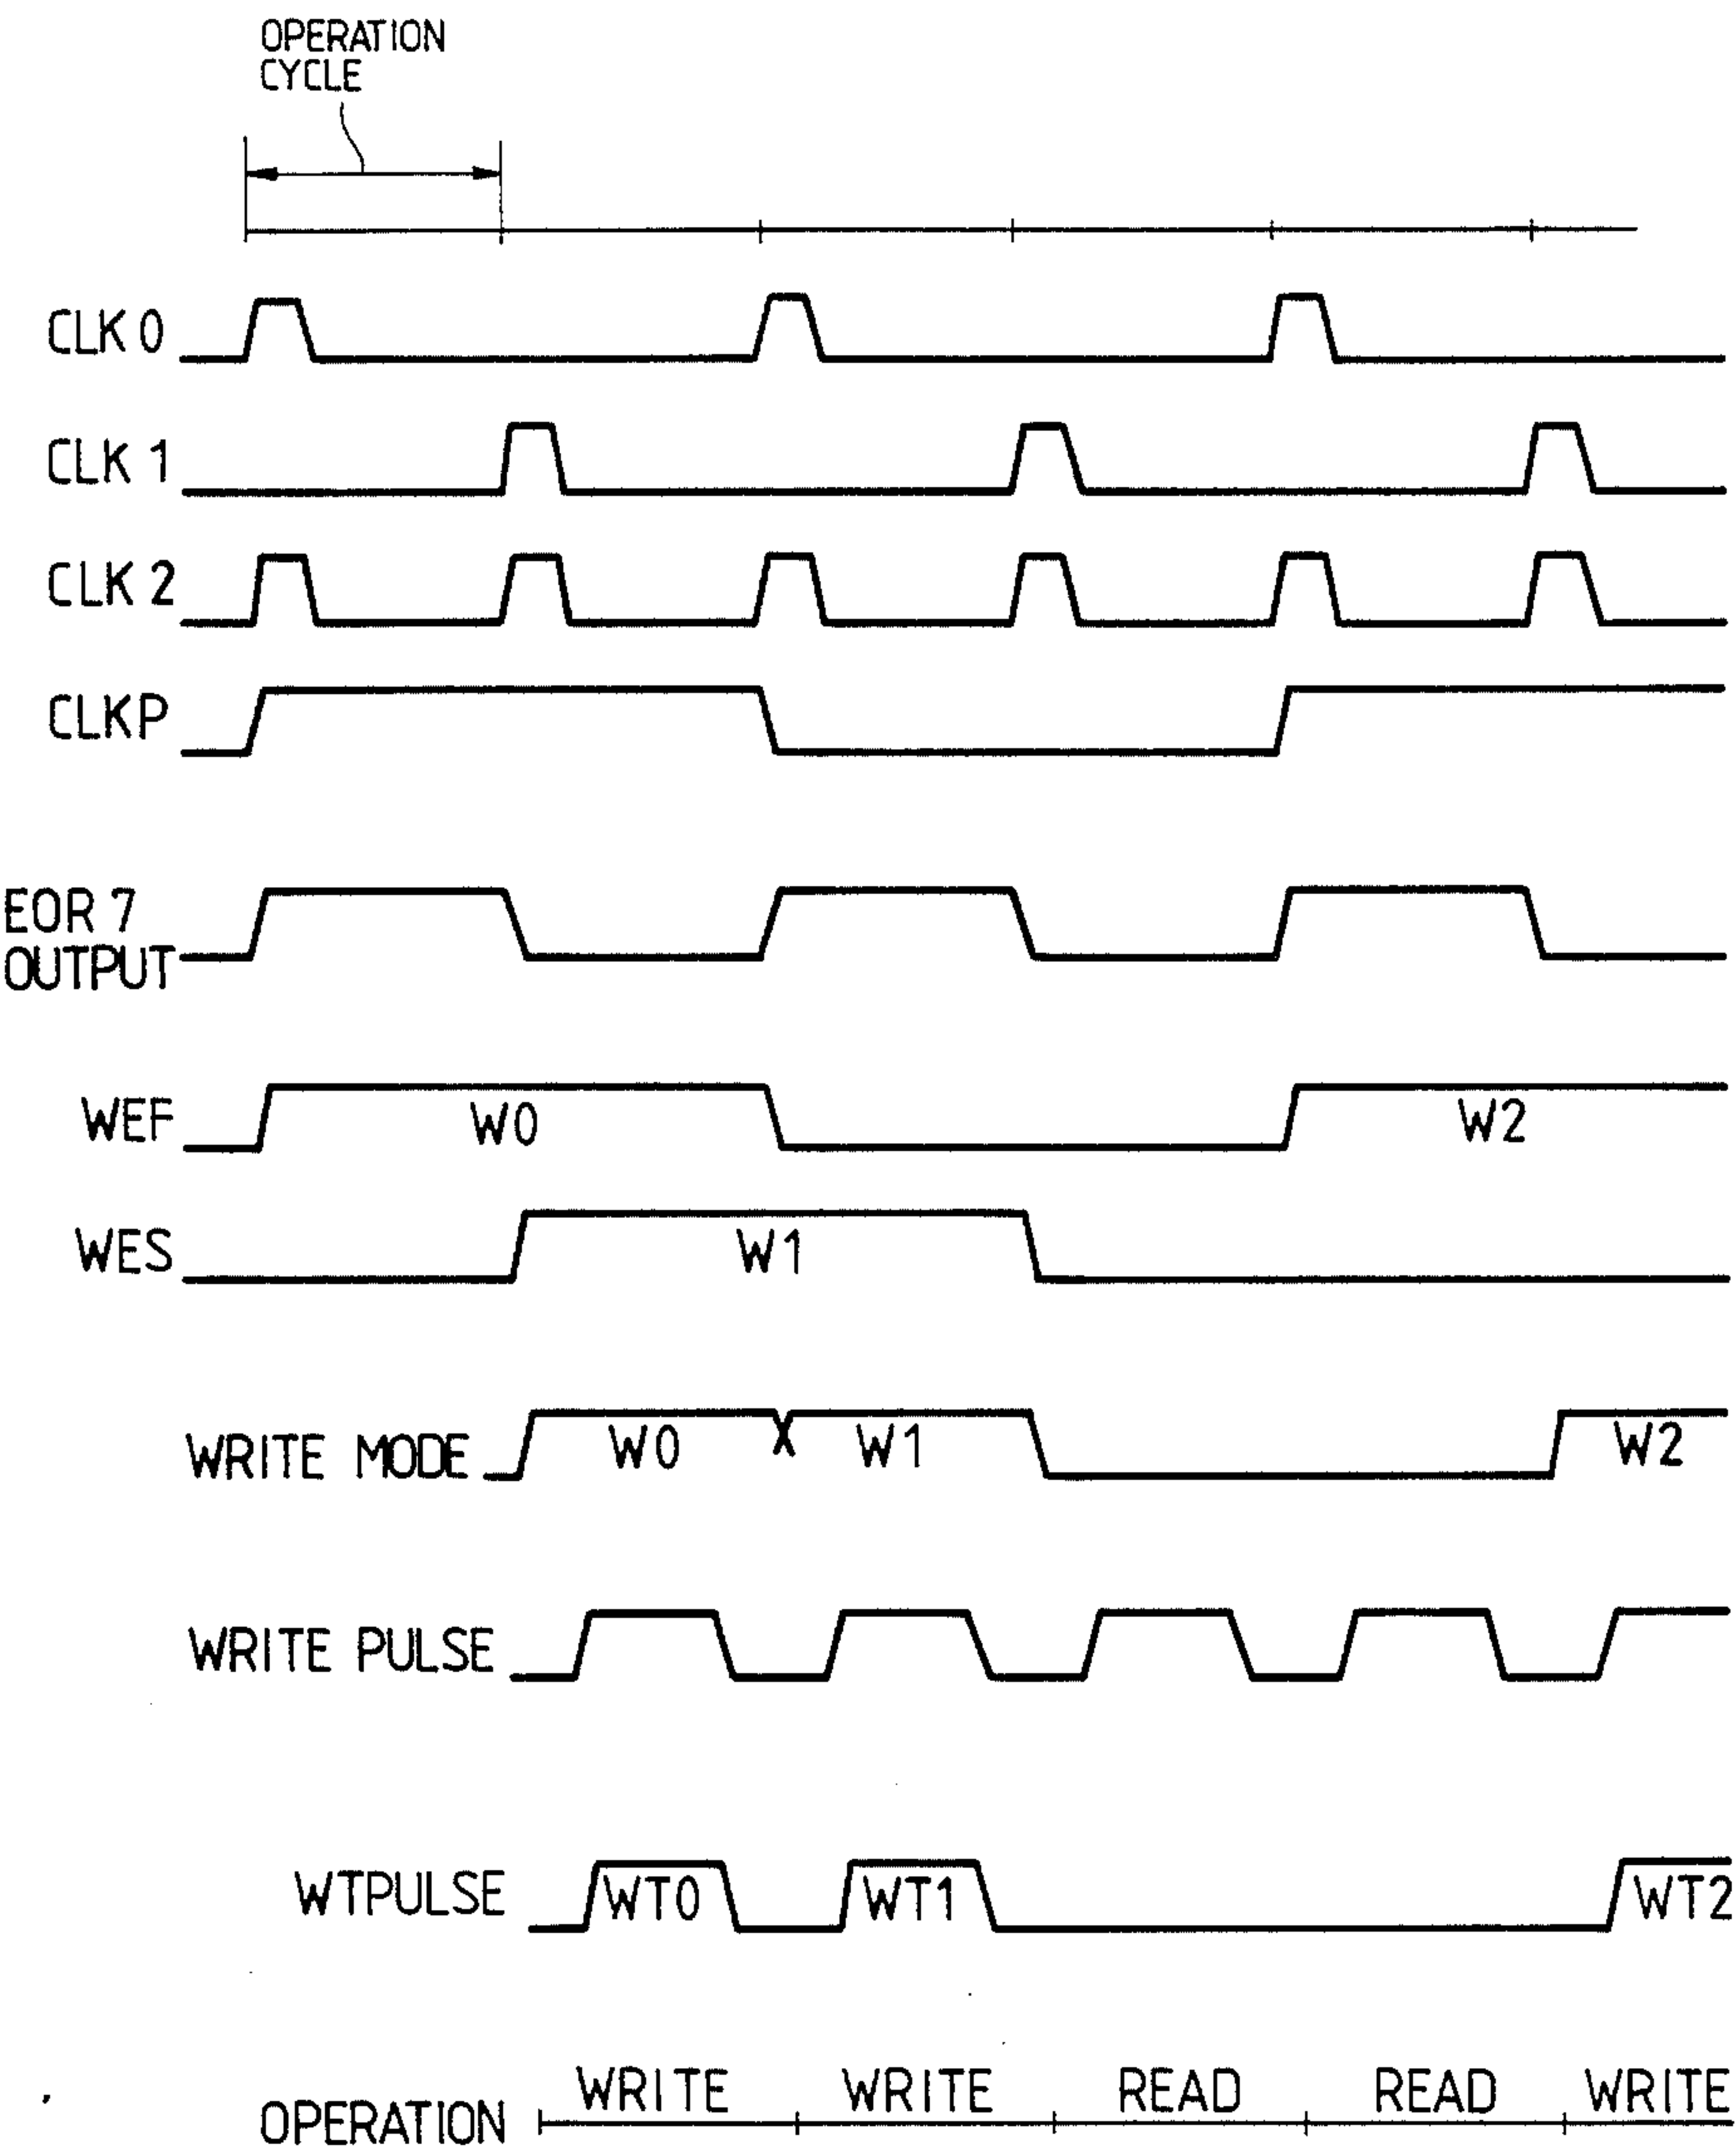 OPERATION
CYCLE
CLK 0
CLK 1
CLK 2
CLKP
EOR 7
OUTPUT
WEF W0 W2
WES W1
WRITE MODE W0 W1 W2
WRITE PULSE
WTPULSE WT0 WT1 WT2
OPERATION WRITE WRITE READ READ WRITE